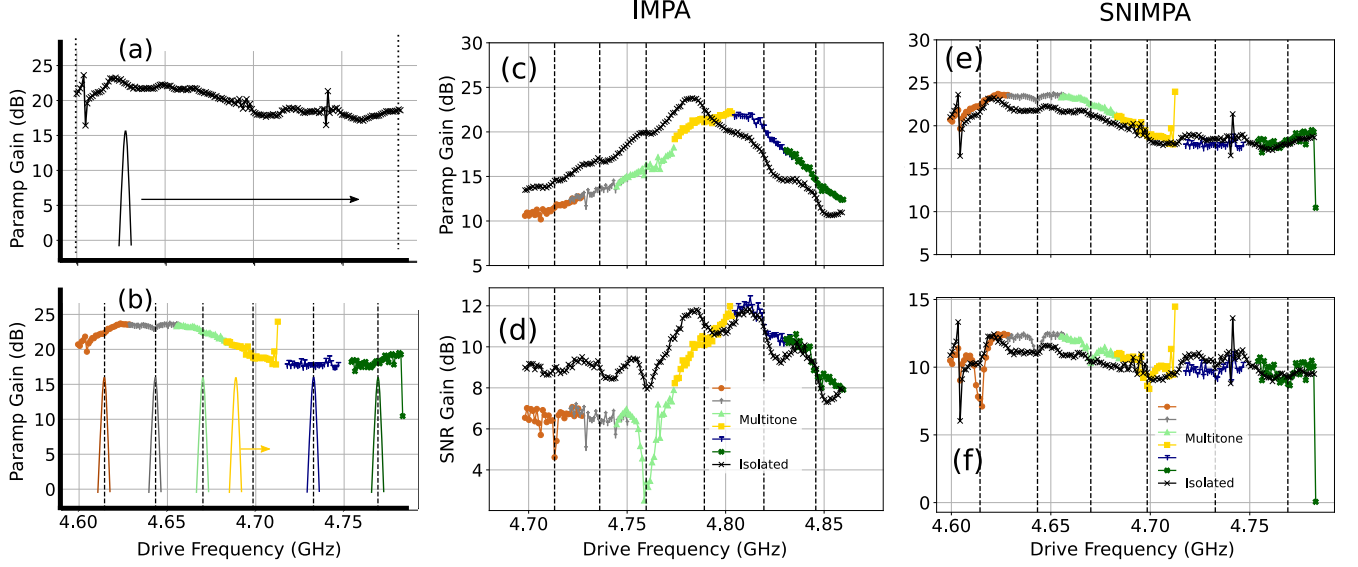 IMPA
SNIMPA
(a)
Paramp Gain (dB)
25
20
15
10
5
0
4.60
4.70
(b)
Paramp Gain (dB)
25
20
15
10
5
0
4.60
4.65
4.70
4.75
Drive Frequency (GHz)
(c)
Paramp Gain (dB)
30
25
20
15
10
5
(d)
SNR Gain (dB)
12
10
8
6
4
Multitone
Isolated
4.70
4.75
4.80
4.85
Drive Frequency (GHz)
(e)
30
25
20
15
10
5
(f)
15
10
5
0
Multitone
Isolated
4.60
4.65
4.70
4.75
Drive Frequency (GHz)